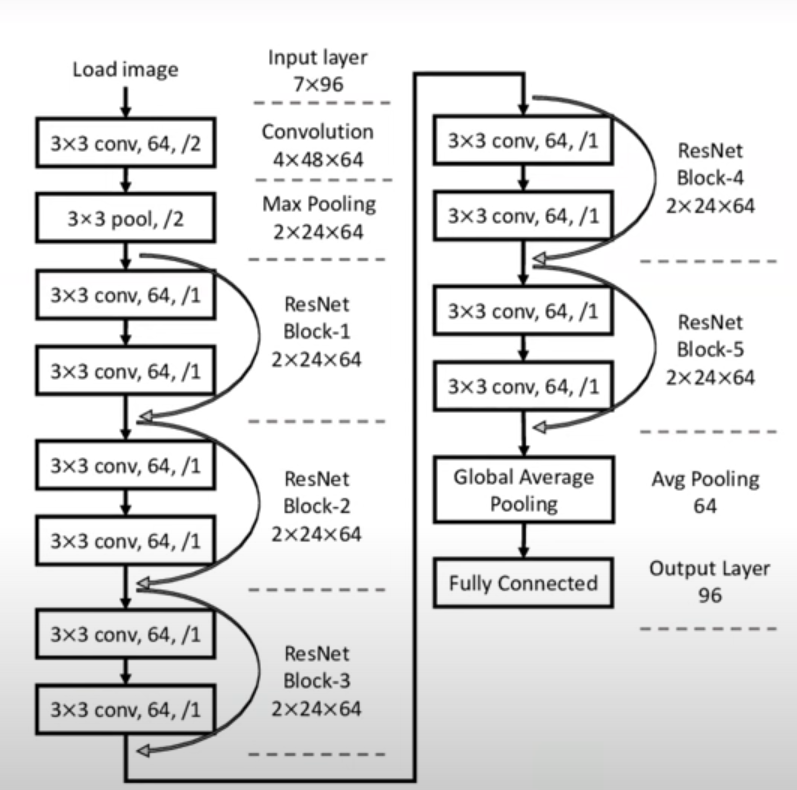 Load image
Input layer
7×96
3×3 conv, 64, /2
Convolution
4×48×64
3×3 pool, /2
Max Pooling
2×24×64
3×3 conv, 64, /1
3×3 conv, 64, /1
ResNet
Block-1
2×24×64
3×3 conv, 64, /1
3×3 conv, 64, /1
ResNet
Block-2
2×24×64
3×3 conv, 64, /1
3×3 conv, 64, /1
ResNet
Block-3
2×24×64
3×3 conv, 64, /1
3×3 conv, 64, /1
ResNet
Block-4
2×24×64
3×3 conv, 64, /1
3×3 conv, 64, /1
ResNet
Block-5
2×24×64
Global Average
Pooling
Avg Pooling
64
Fully Connected
Output Layer
96